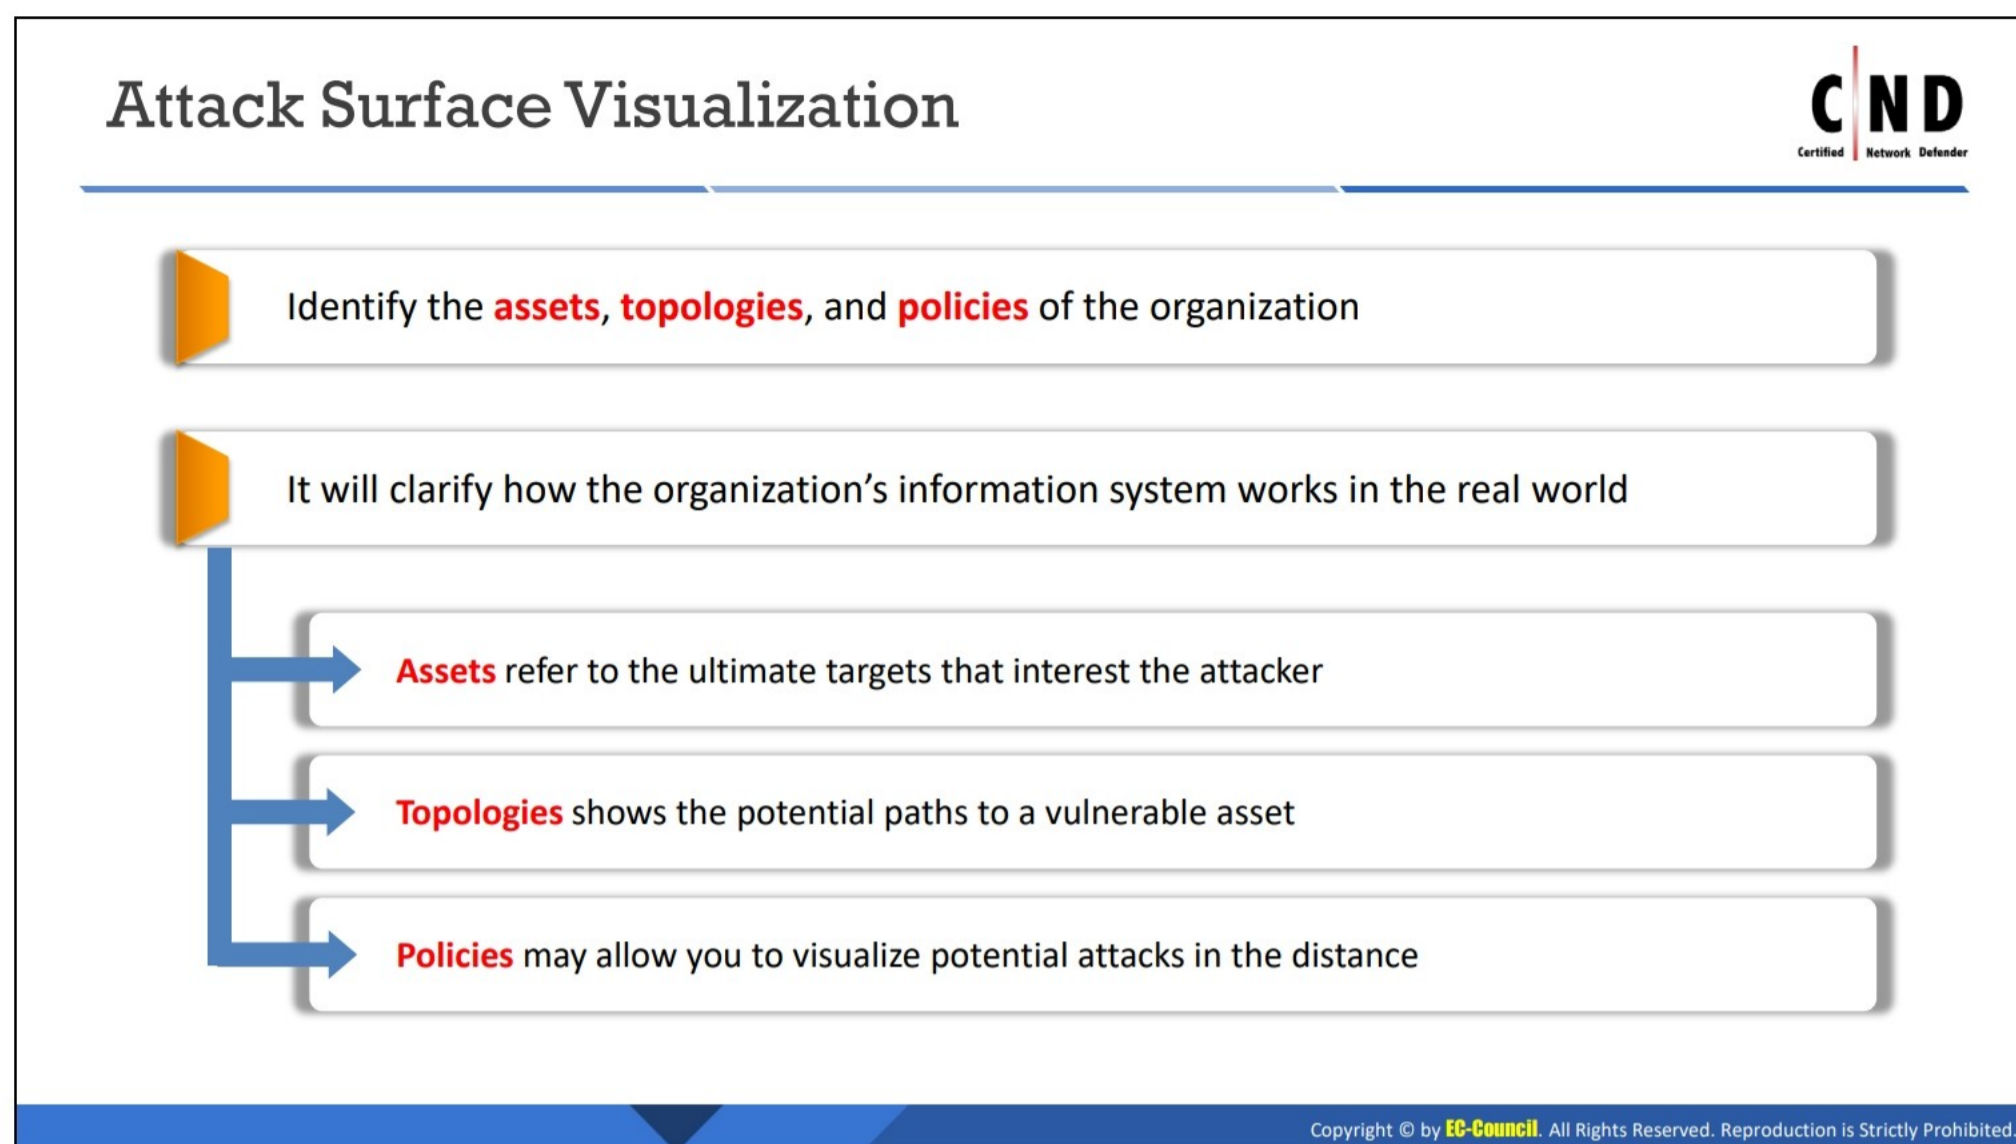 Attack Surface Visualization
CND
Certified Network Defender
Identify the assets, topologies, and policies of the organization
It will clarify how the organization’s information system works in the real world
Assets refer to the ultimate targets that interest the attacker
Topologies shows the potential paths to a vulnerable asset
Policies may allow you to visualize potential attacks in the distance
Copyright © by EC-Council. All Rights Reserved. Reproduction is Strictly Prohibited